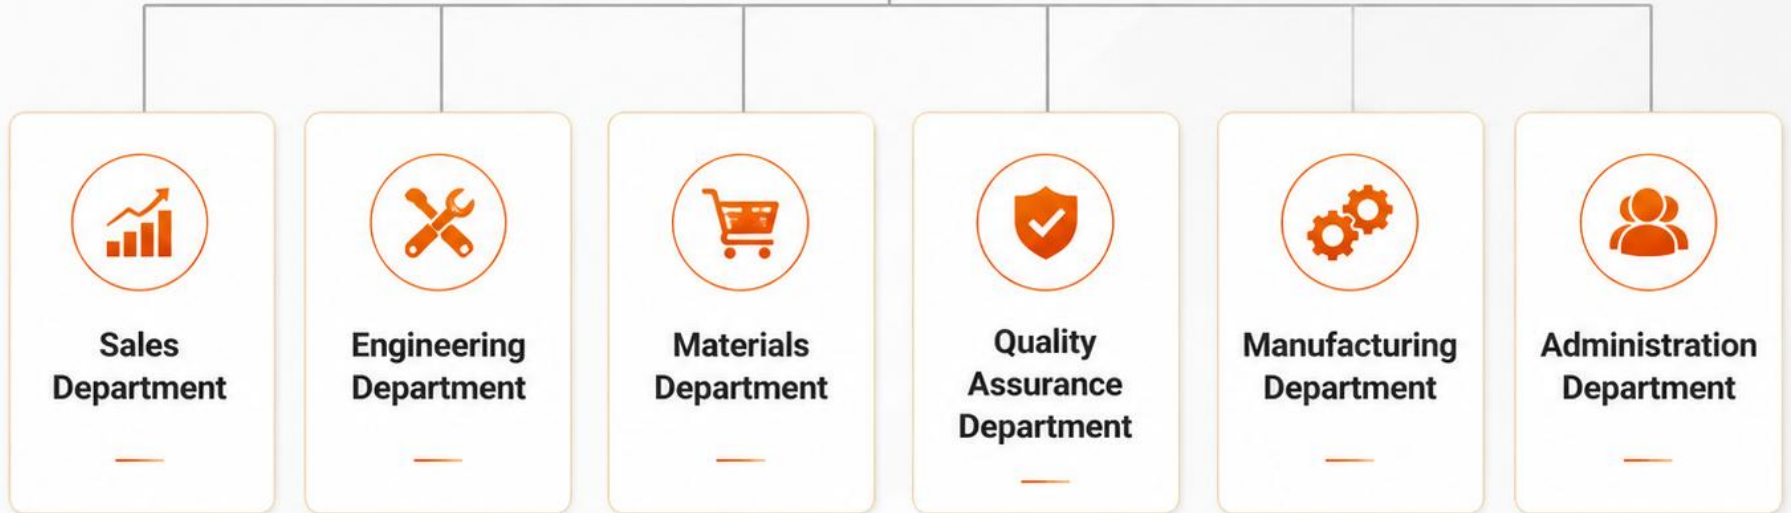 Sales
Department
Engineering
Department
Materials
Department
Quality
Assurance
Department
Manufacturing
Department
Administration
Department